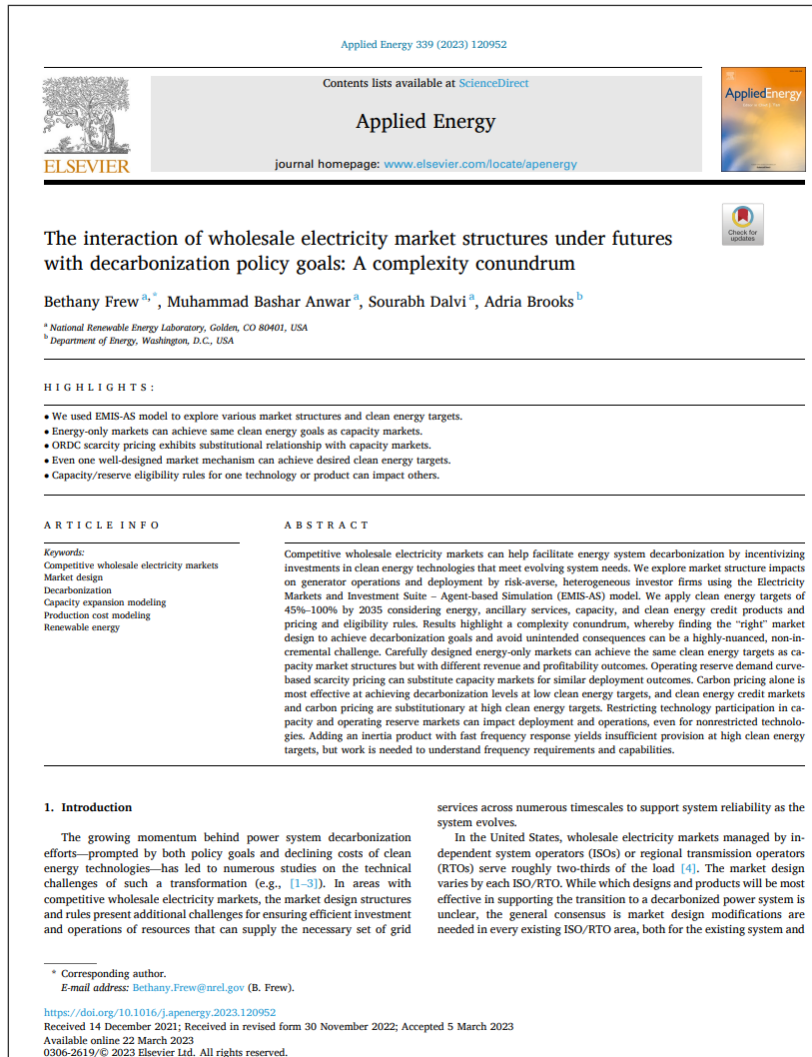 Applied Energy 339 (2023) 120952
Contents lists available at ScienceDirect
Applied Energy
journal homepage: www.elsevier.com/locate/apenergy
ELSEVIER
AppliedEnergy
Check for
updates
The interaction of wholesale electricity market structures under futures
with decarbonization policy goals: A complexity conundrum
Bethany Frew a,*, Muhammad Bashar Anwar a, Sourabh Dalvi a, Adria Brooks b
a National Renewable Energy Laboratory, Golden, CO 80401, USA
b Department of Energy, Washington, D.C., USA
HIGHLIGHTS:
• We used EMIS-AS model to explore various market structures and clean energy targets.
• Energy-only markets can achieve same clean energy goals as capacity markets.
• ORDC scarcity pricing exhibits substitutional relationship with capacity markets.
• Even one well-designed market mechanism can achieve desired clean energy targets.
• Capacity/reserve eligibility rules for one technology or product can impact others.
ARTICLE INFO
Keywords:
Competitive wholesale electricity markets
Market design
Decarbonization
Capacity expansion modeling
Production cost modeling
Renewable energy
ABSTRACT
Competitive wholesale electricity markets can help facilitate energy system decarbonization by incentivizing
investments in clean energy technologies that meet evolving system needs. We explore market structure impacts
on generator operations and deployment by risk-averse, heterogeneous investor firms using the Electricity
Markets and Investment Suite – Agent-based Simulation (EMIS-AS) model. We apply clean energy targets of
45%–100% by 2035 considering energy, ancillary services, capacity, and clean energy credit products and
pricing and eligibility rules. Results highlight a complexity conundrum, whereby finding the “right” market
design to achieve decarbonization goals and avoid unintended consequences can be a highly-nuanced, non-
incremental challenge. Carefully designed energy-only markets can achieve the same clean energy targets as ca-
pacity market structures but with different revenue and profitability outcomes. Operating reserve demand curve-
based scarcity pricing can substitute capacity markets for similar deployment outcomes. Carbon pricing alone is
most effective at achieving decarbonization levels at low clean energy targets, and clean energy credit markets
and carbon pricing are substitutionary at high clean energy targets. Restricting technology participation in ca-
pacity and operating reserve markets can impact deployment and operations, even for nonrestricted technolo-
gies. Adding an inertia product with fast frequency response yields insufficient provision at high clean energy
targets, but work is needed to understand frequency requirements and capabilities.
1. Introduction
The growing momentum behind power system decarbonization
efforts—prompted by both policy goals and declining costs of clean
energy technologies—has led to numerous studies on the technical
challenges of such a transformation (e.g., [1–3]). In areas with
competitive wholesale electricity markets, the market design structures
and rules present additional challenges for ensuring efficient investment
and operations of resources that can supply the necessary set of grid
services across numerous timescales to support system reliability as the
system evolves.
In the United States, wholesale electricity markets managed by in-
dependent system operators (ISOs) or regional transmission operators
(RTOs) serve roughly two-thirds of the load [4]. The market design
varies by each ISO/RTO. While which designs and products will be most
effective in supporting the transition to a decarbonized power system is
unclear, the general consensus is market design modifications are
needed in every existing ISO/RTO area, both for the existing system and
* Corresponding author.
E-mail address: Bethany.Frew@nrel.gov (B. Frew).
https://doi.org/10.1016/j.apenergy.2023.120952
Received 14 December 2021; Received in revised form 30 November 2022; Accepted 5 March 2023
Available online 22 March 2023
0306-2619/© 2023 Elsevier Ltd. All rights reserved.